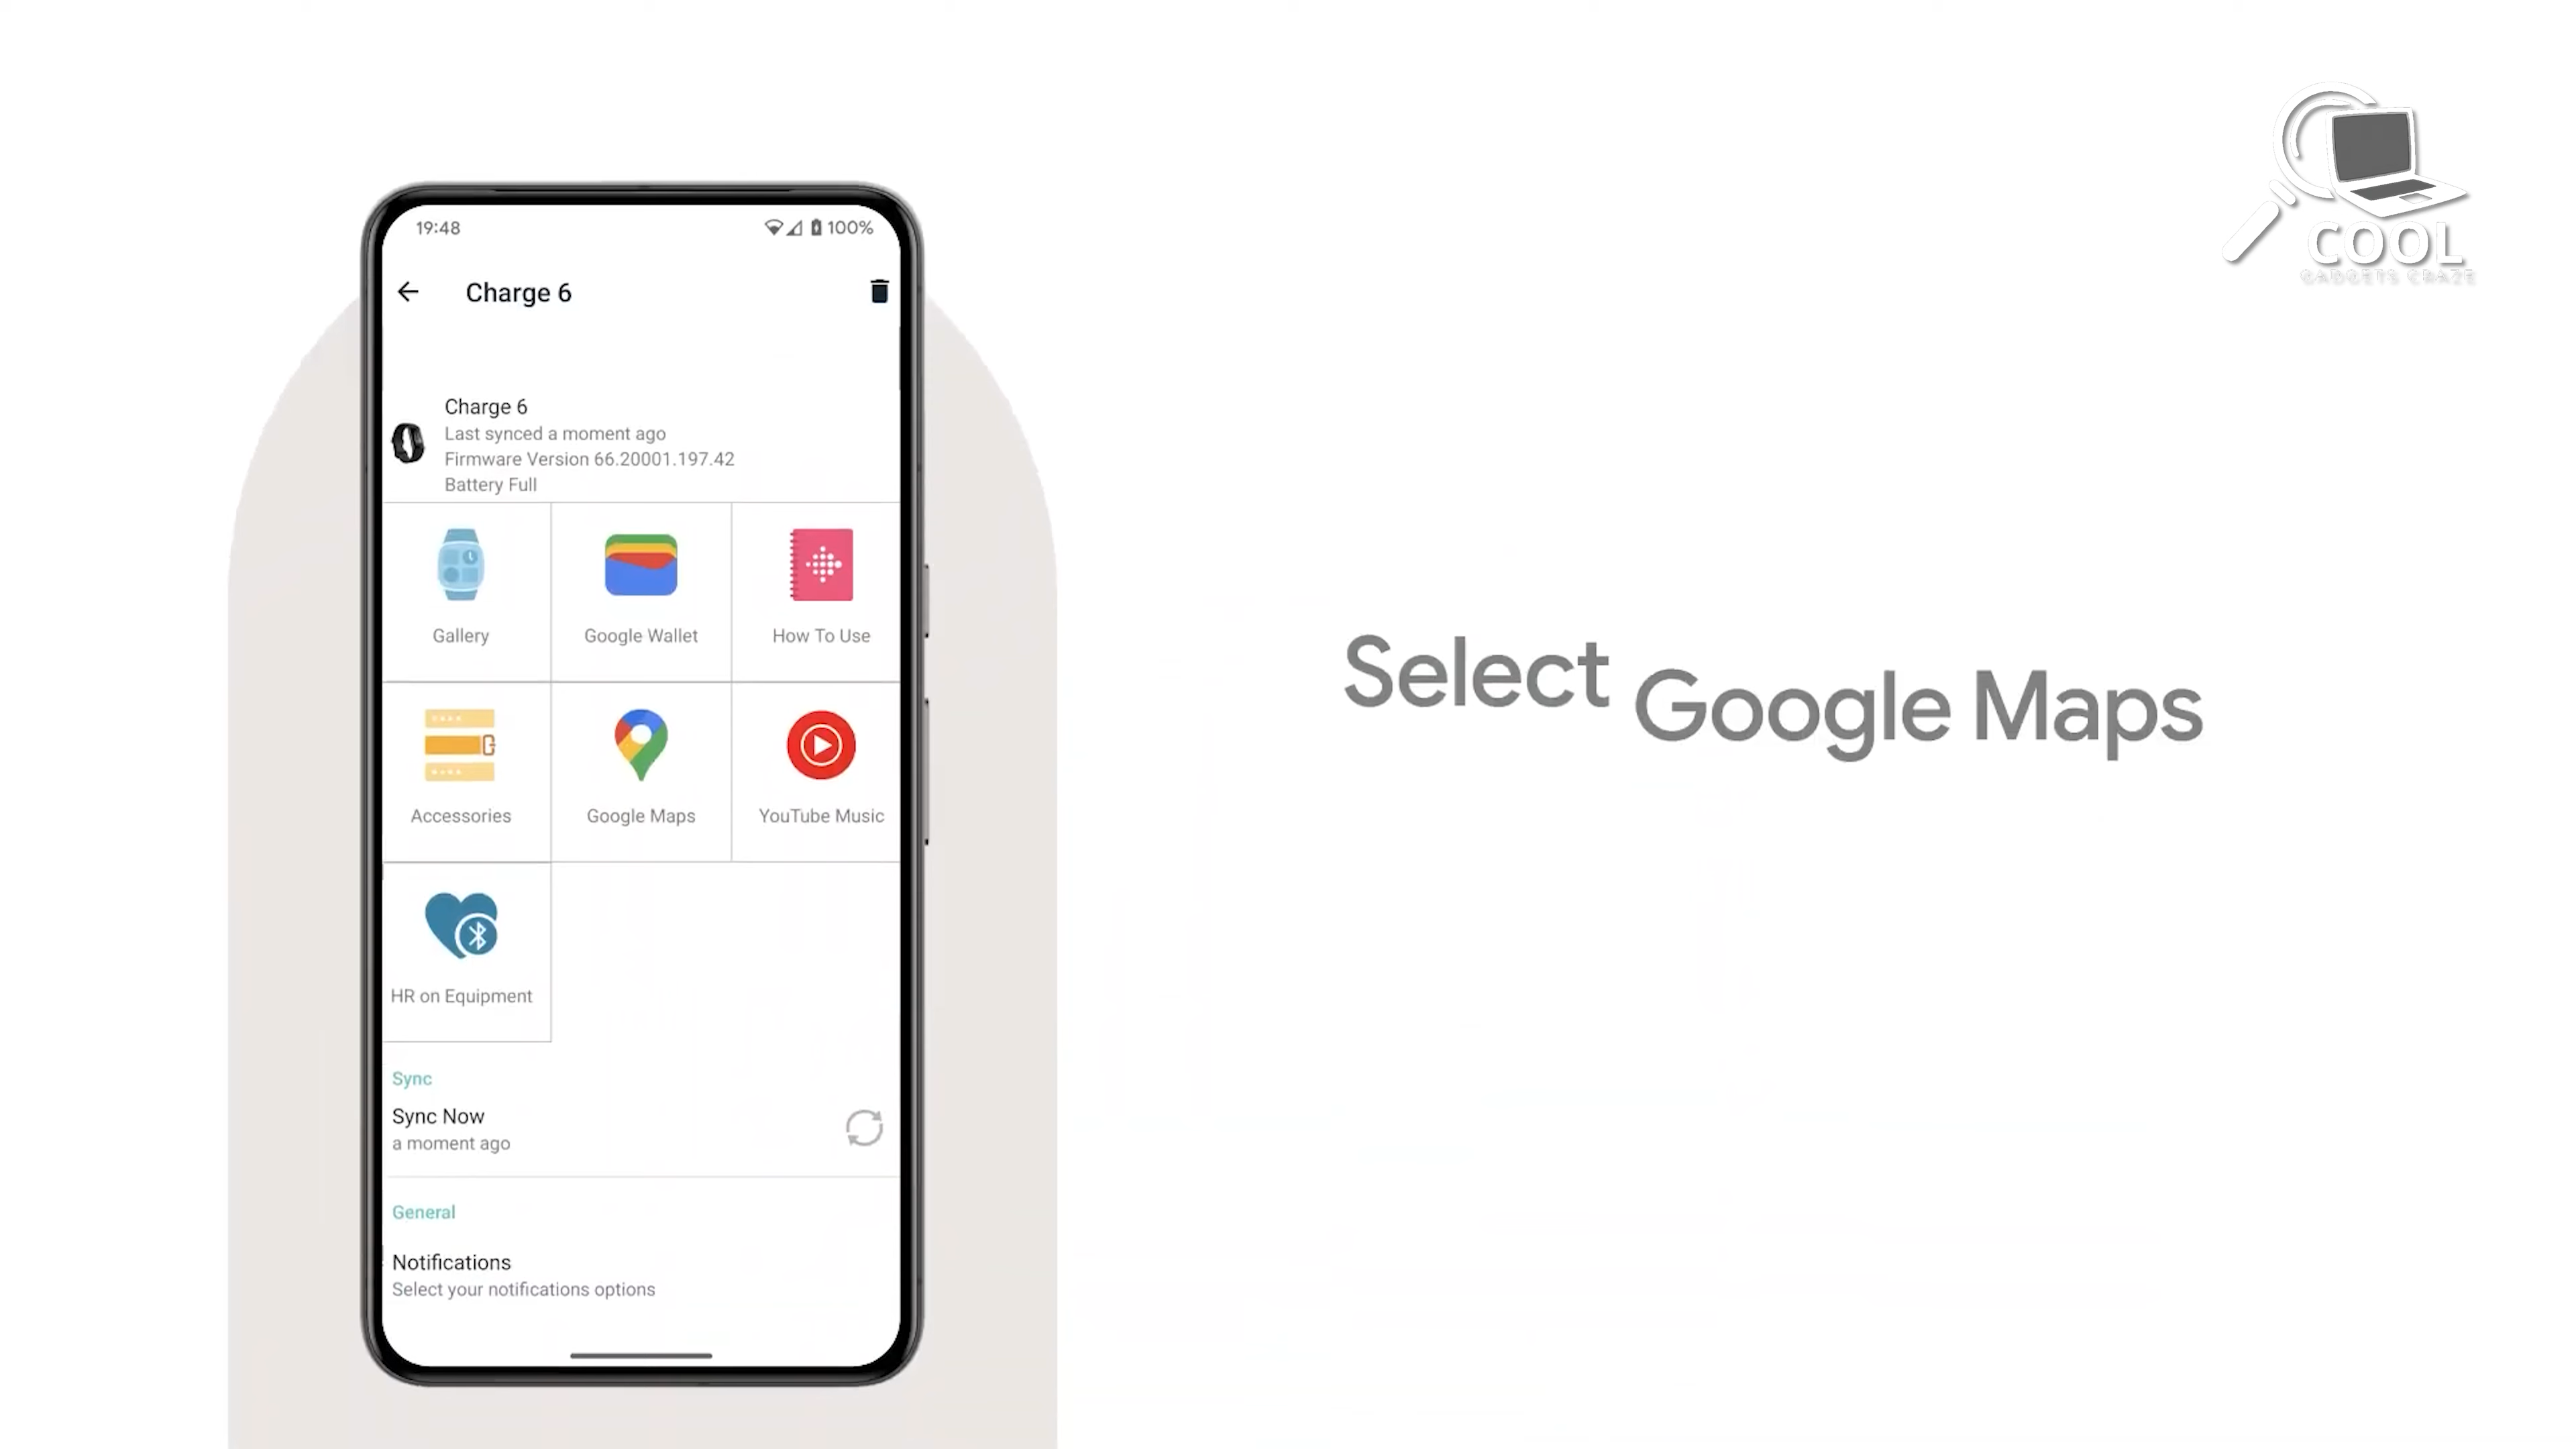 19:48
100%
Charge 6
Charge 6
Last synced a moment ago
Firmware Version 66.20001.197.42
Battery Full
Gallery
Google Wallet
How To Use
Accessories
Google Maps
YouTube Music
HR on Equipment
Sync
Sync Now
a moment ago
General
Notifications
Select your notifications options
Select Google Maps
COOL
GADGETS CRAZE